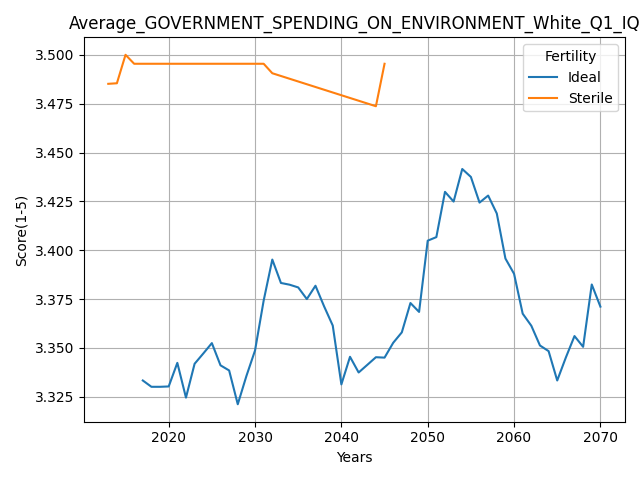 Average_GOVERNMENT_SPENDING_ON_ENVIRONMENT_White_Q1_IQ
3.500
3.475
3.450
3.425
3.400
3.375
3.350
3.325
Score(1-5)
Fertility
Ideal
Sterile
2020
2030
2040
2050
2060
2070
Years